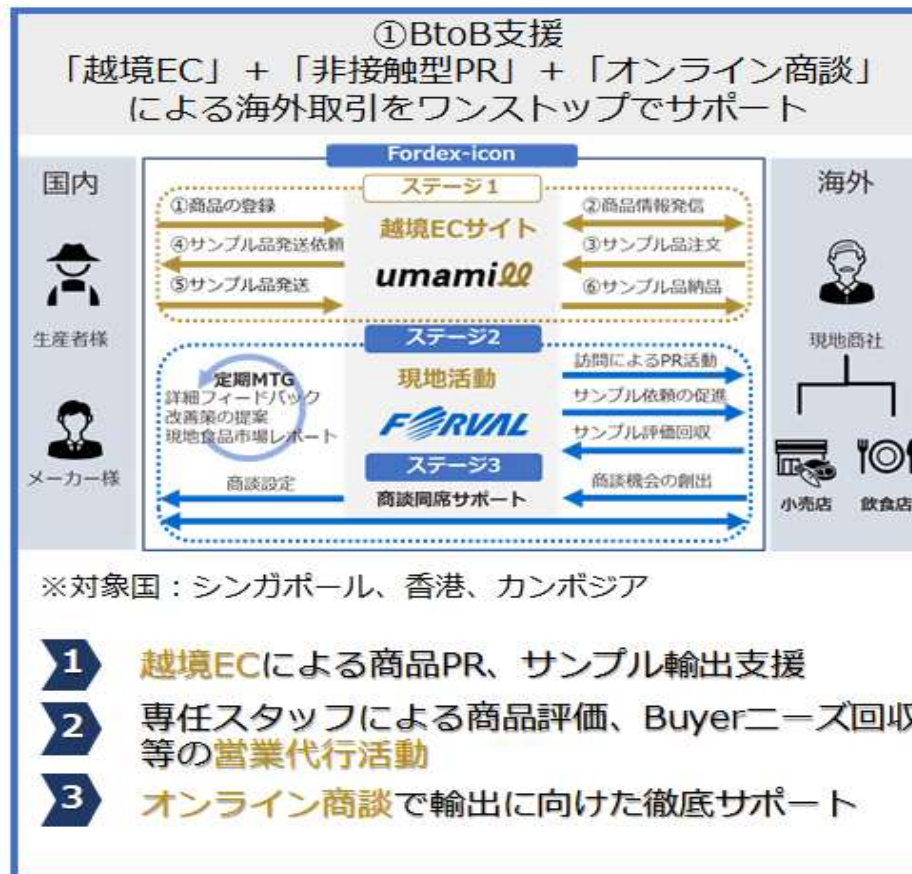 ①BtoB支援
「越境EC」+「非接触型PR」+「オンライン商談」
による海外取引をワンストップでサポート
Fordex-icon
国内
海外
ステージ1
①商品の登録
②商品情報発信
越境ECサイト
④サンプル品発送依頼
③サンプル品注文
umamill
⑤サンプル品発送
⑥サンプル品納品
生産者様
現地商社
ステージ2
訪問によるPR活動
定期MTG
現地活動
詳細フィードバック
サンプル依頼の促進
改善策の提案
FORVAL
現地食品市場レポート
サンプル評価回収
ステージ3
メーカー様
商談設定
商談同席サポート
商談機会の創出
小売店
飲食店
※対象国:シンガポール、香港、カンボジア
1
越境ECによる商品PR、サンプル輸出支援
2
専任スタッフによる商品評価、Buyerニーズ回収
等の営業代行活動
3
オンライン商談で輸出に向けた徹底サポート